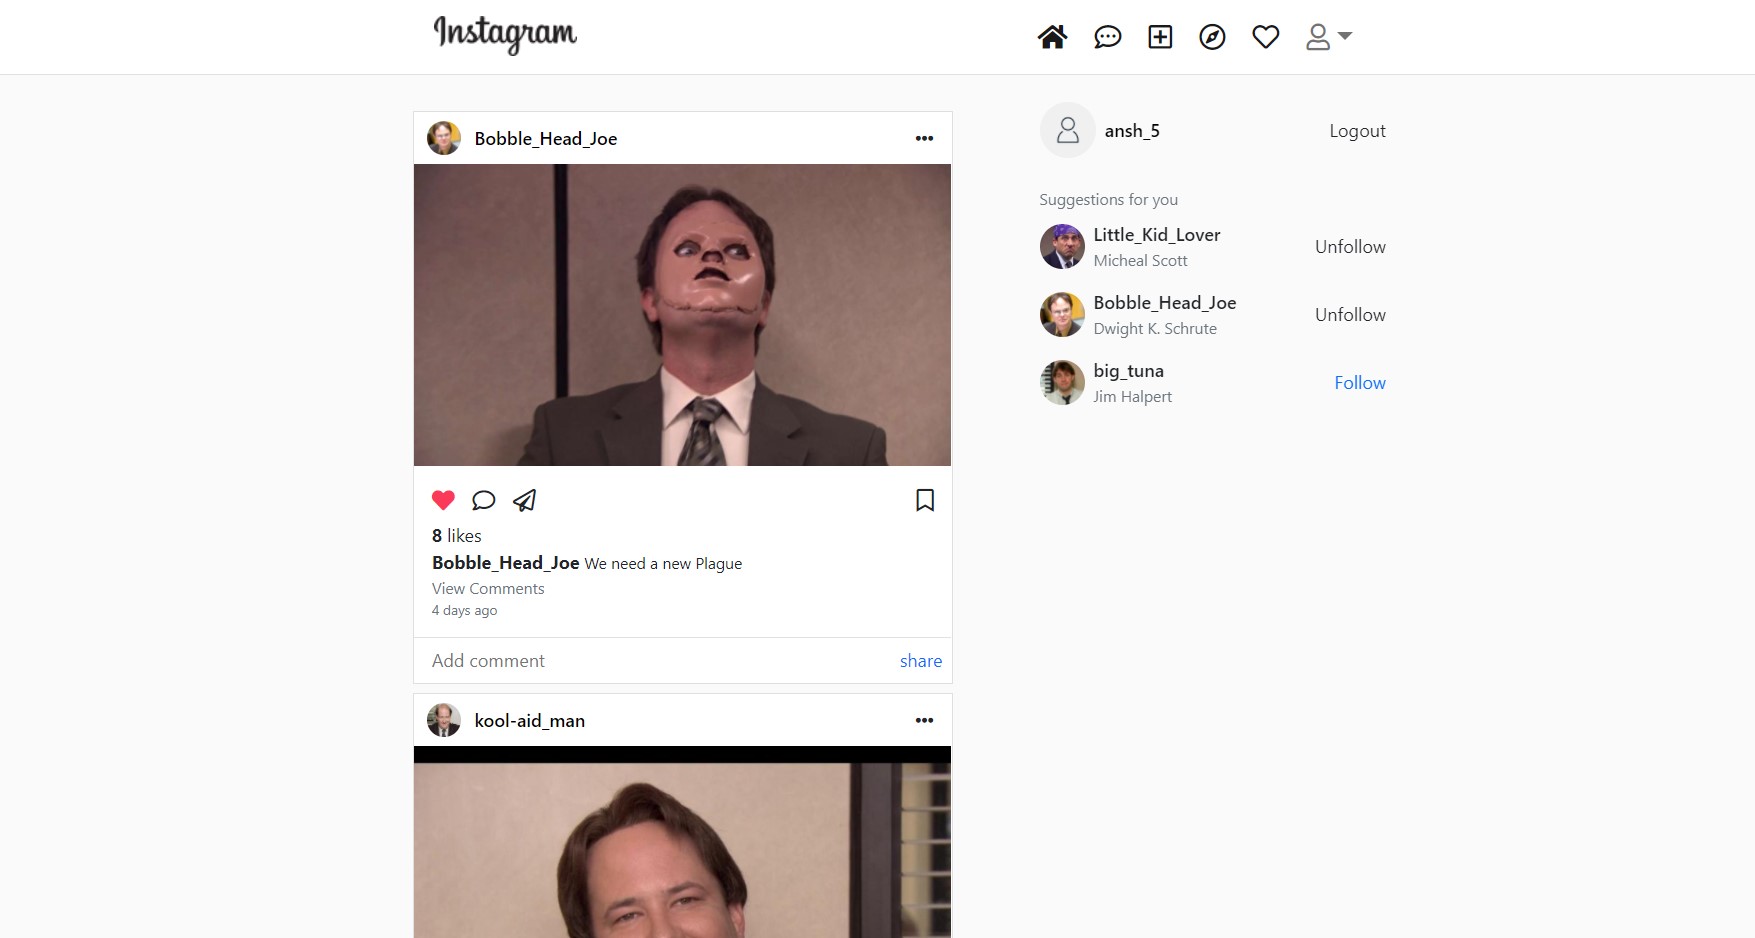 Instagram
Bobble_Head_Joe
8 likes
Bobble_Head_Joe We need a new Plague
View Comments
4 days ago
Add comment share
kool-aid_man
ansh_5 Logout
Suggestions for you
Little_Kid_Lover
Micheal Scott
Unfollow
Bobble_Head_Joe
Dwight K. Schrute
Unfollow
big_tuna
Jim Halpert
Follow